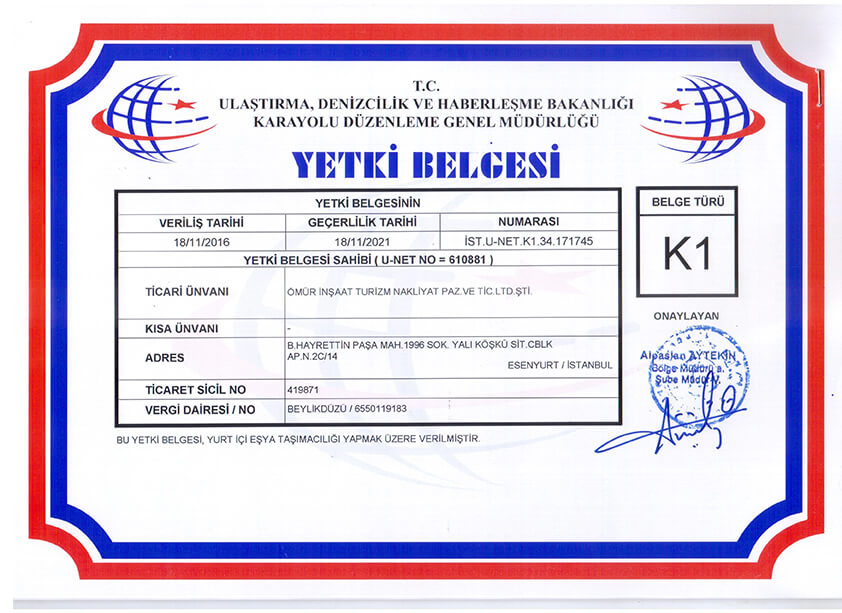 T.C.
ULAŞTIRMA, DENİZCİLİK VE HABERLEŞME BAKANLIĞI
KARAYOLU DÜZENLEME GENEL MÜDÜRLÜĞÜ
YETKİ BELGESİ
YETKİ BELGESİNİN
VERİLİŞ TARİHİ GEÇERLİLİK TARİHİ NUMARASI
18/11/2016 18/11/2021 İST.U-NET.K1.34.171745
YETKİ BELGESİ SAHİBİ ( U-NET NO = 610881 )
TİCARİ ÜNVANI ÖMÜR İNŞAAT TURİZM NAKLİYAT PAZ.VE TİC.LTD.ŞTİ.
KISA ÜNVANI -
ADRES B.HAYRETTİN PAŞA MAH.1996 SOK. YALI KÖŞKÜ SİT.CBLK
AP.N.2C/14
ESENYURT / İSTANBUL
TİCARET SİCİL NO 419871
VERGİ DAİRESİ / NO BEYLİKDÜZÜ / 6550119183
BU YETKİ BELGESİ, YURT İÇİ EŞYA TAŞIMACILIĞI YAPMAK ÜZERE VERİLMİŞTİR.
BELGE TÜRÜ
K1
ONAYLAYAN
Alpaslan AYTEKİN
Bölge Müdürü a.
Şube Müdür V.